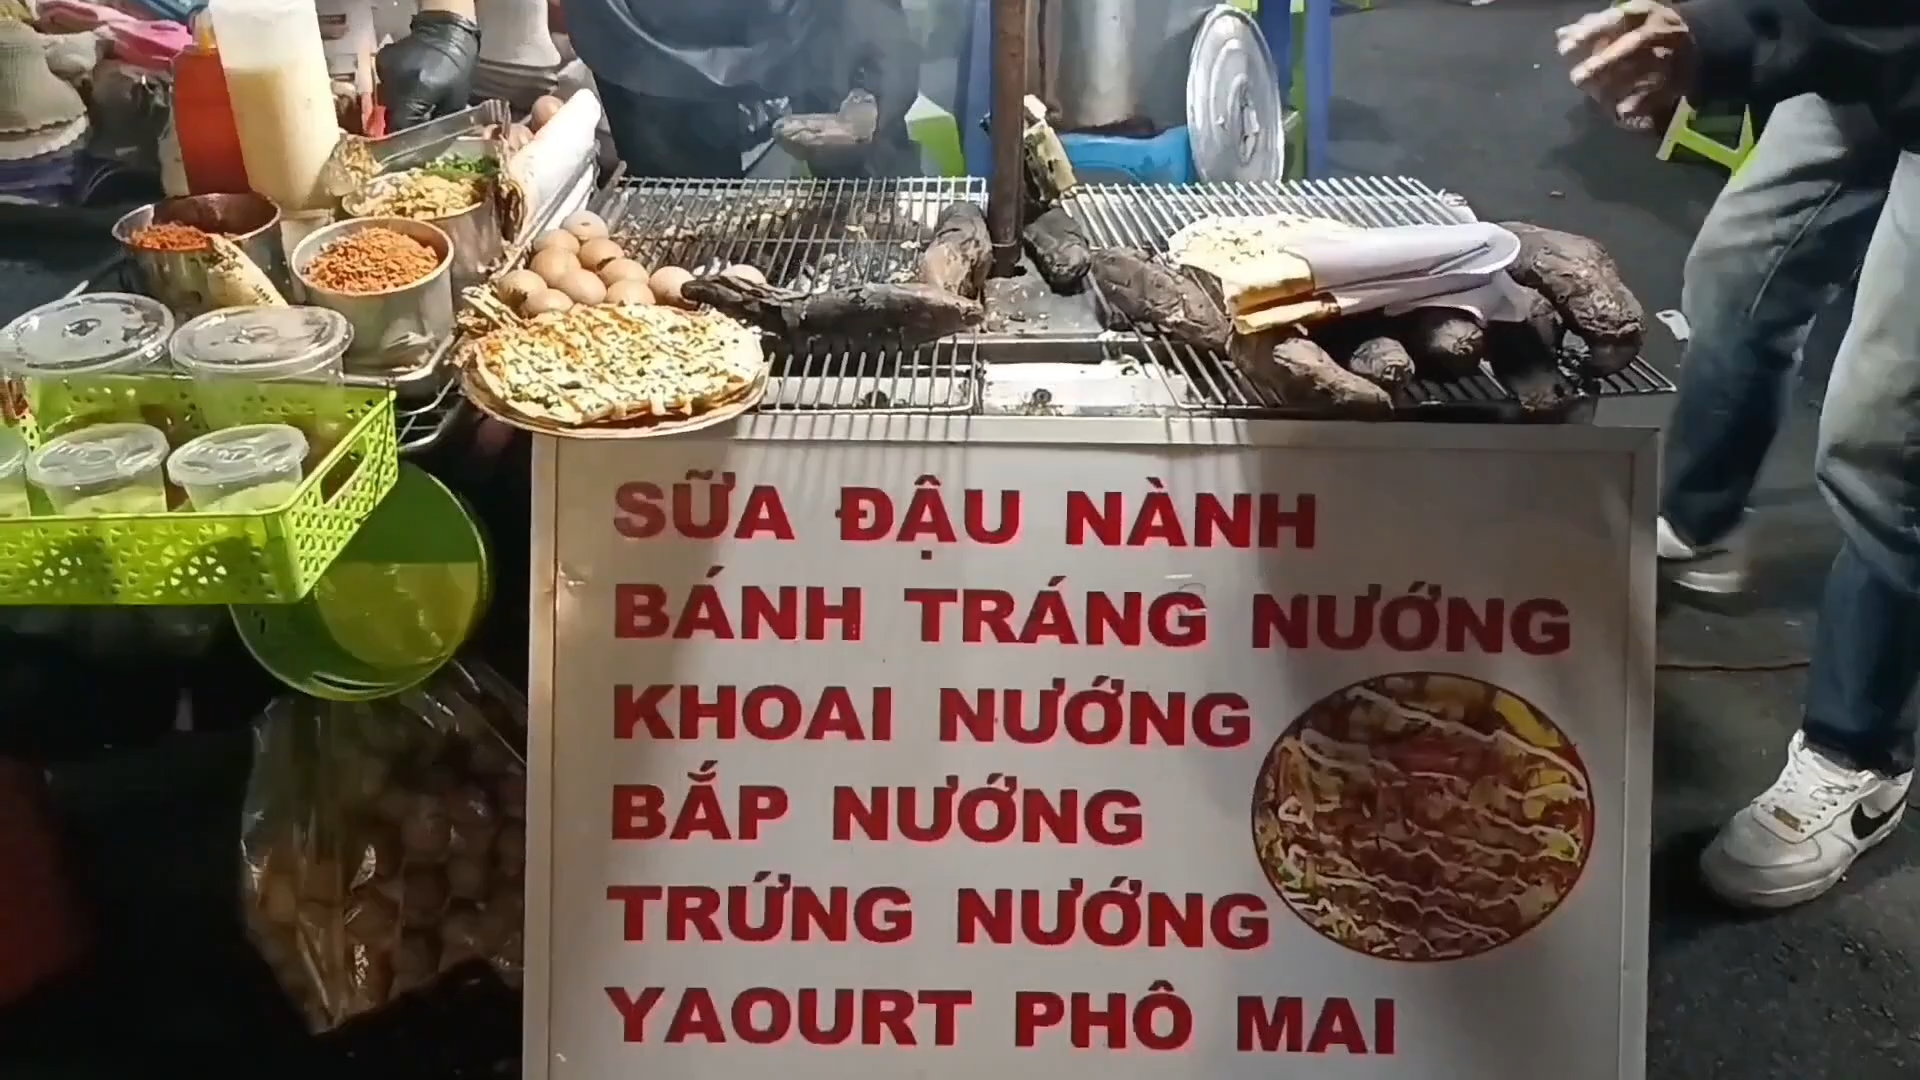 SỮA ĐẬU NÀNH
BÁNH TRÁNG NƯỚNG
KHOAI NƯỚNG
BẮP NƯỚNG
TRỨNG NƯỚNG
YAOURT PHÔ MAI